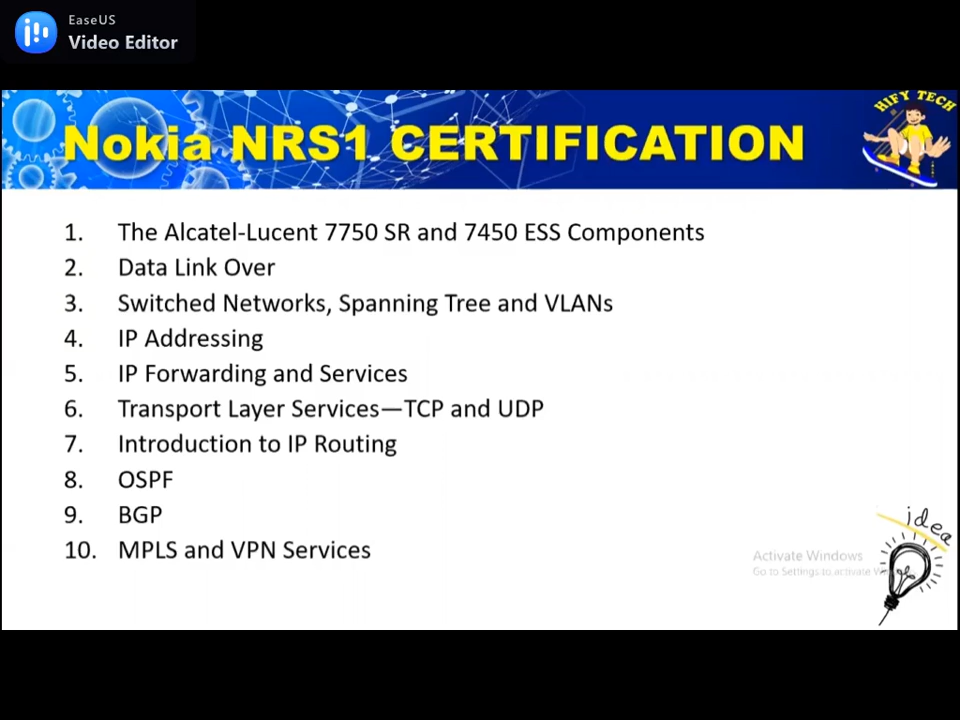 EaseUS
Video Editor
Nokia NRS1 CERTIFICATION
HIFY TECH
1. The Alcatel-Lucent 7750 SR and 7450 ESS Components
2. Data Link Over
3. Switched Networks, Spanning Tree and VLANs
4. IP Addressing
5. IP Forwarding and Services
6. Transport Layer Services—TCP and UDP
7. Introduction to IP Routing
8. OSPF
9. BGP
10. MPLS and VPN Services
idea
Activate Windows
Go to Settings to activate